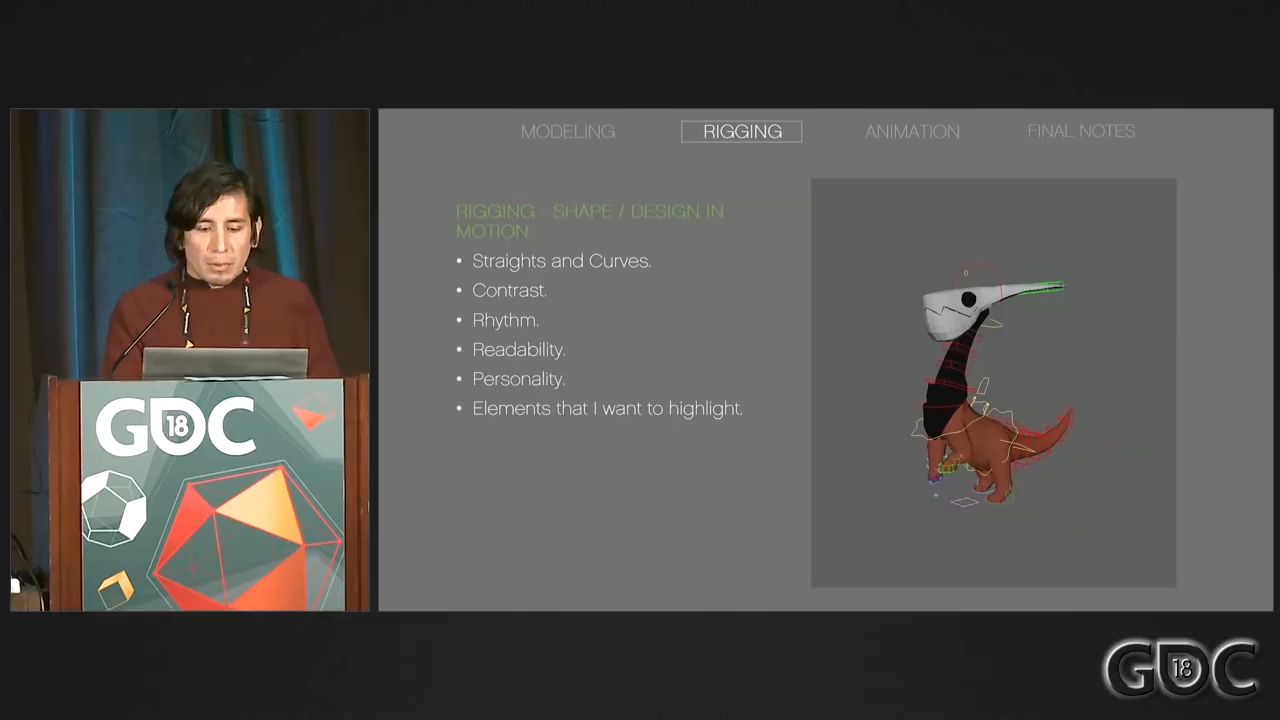 MODELING
RIGGING
ANIMATION
FINAL NOTES
RIGGING - SHAPE / DESIGN IN
MOTION
• Straights and Curves.
• Contrast.
• Rhythm.
• Readability.
• Personality.
• Elements that I want to highlight.
GDC
18
GDC
18